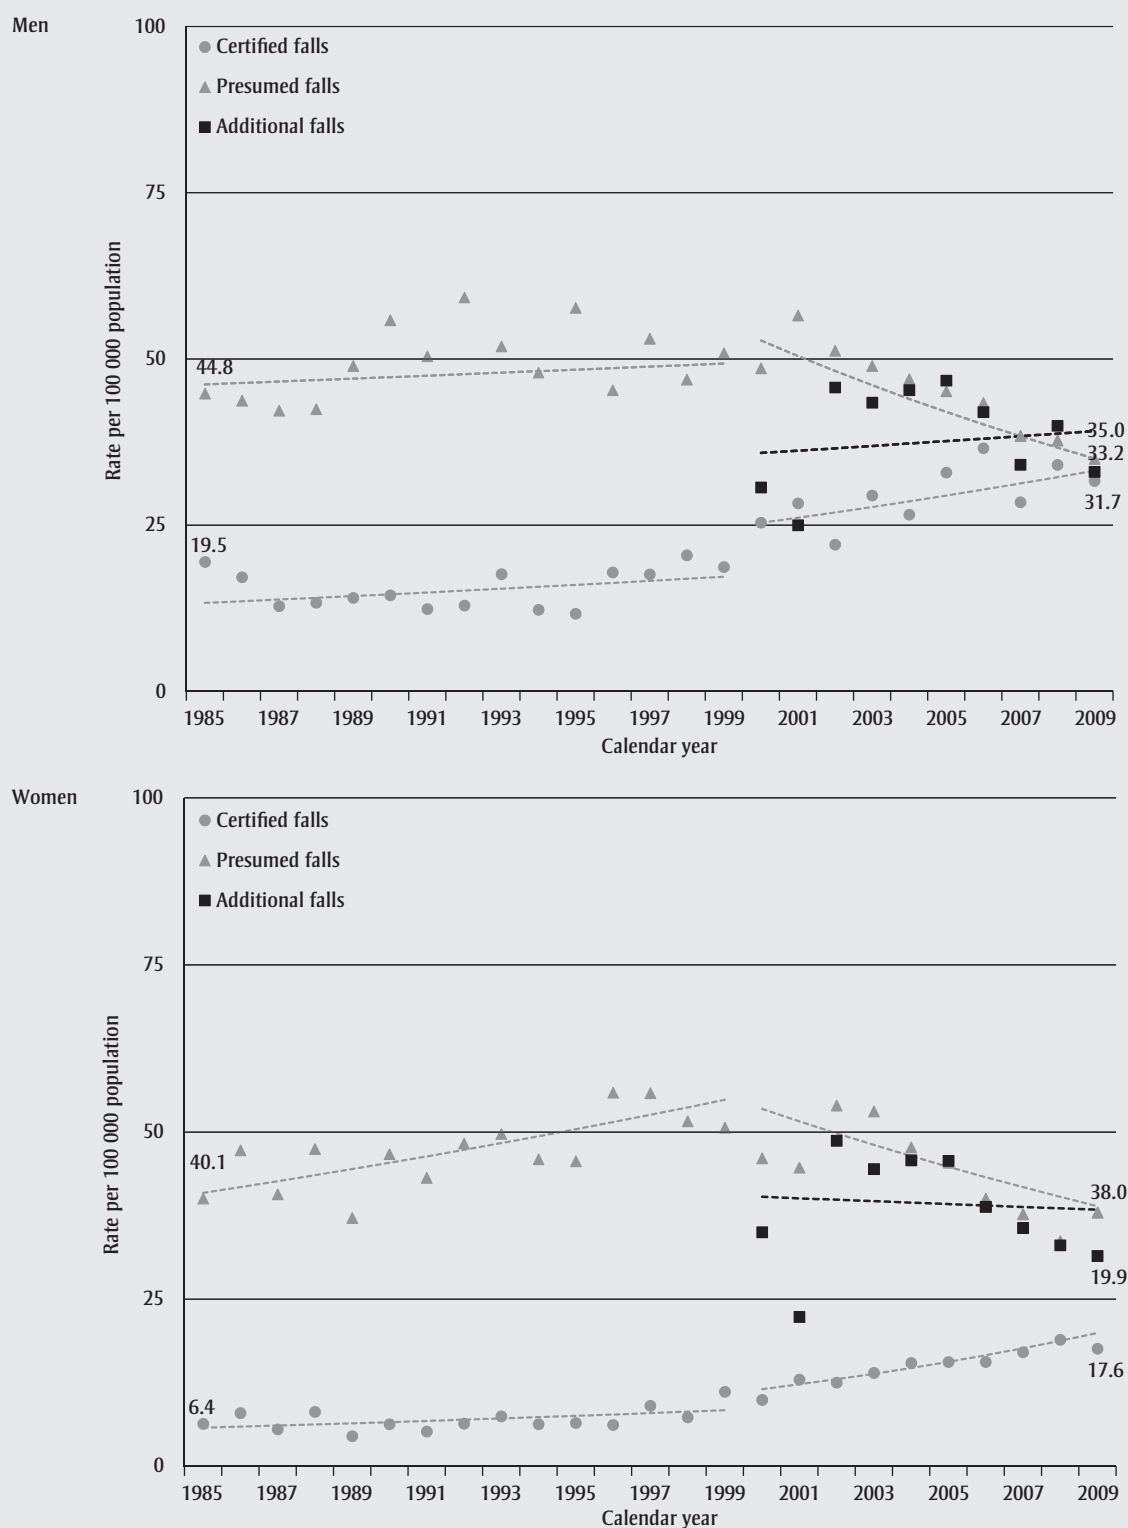 Men
100
Certified falls
Presumed falls
Additional falls
75
50
25
0
Rate per 100 000 population
44.8
19.5
35.0
33.2
31.7
1985 1987 1989 1991 1993 1995 1997 1999 2001 2003 2005 2007 2009
Calendar year
Women
100
Certified falls
Presumed falls
Additional falls
75
50
25
0
Rate per 100 000 population
40.1
6.4
38.0
19.9
17.6
1985 1987 1989 1991 1993 1995 1997 1999 2001 2003 2005 2007 2009
Calendar year